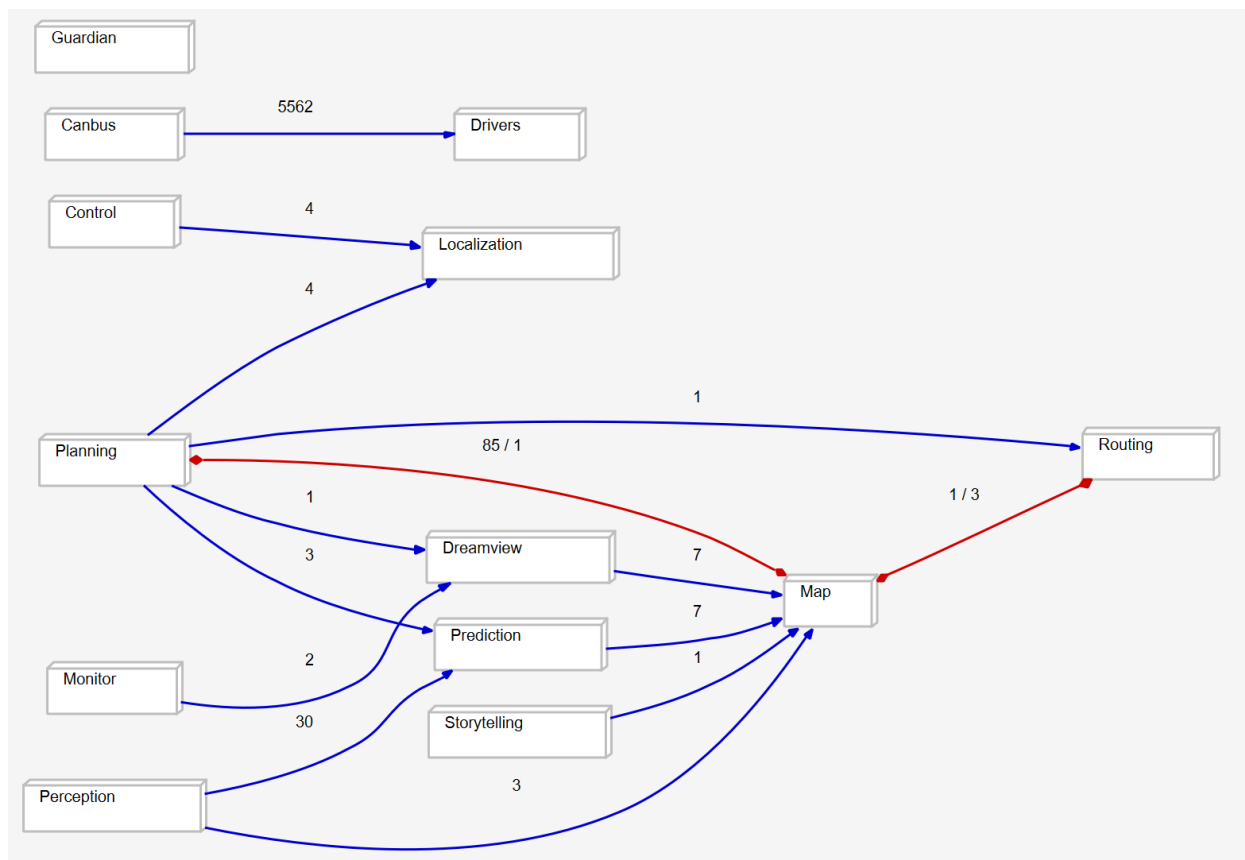 Guardian
5562
Canbus
Drivers
4
Control
Localization
4
1
85 / 1
Planning
Routing
1 / 3
1
Dreamview
3
7
Map
7
Prediction
1
2
Monitor
30
Storytelling
3
Perception